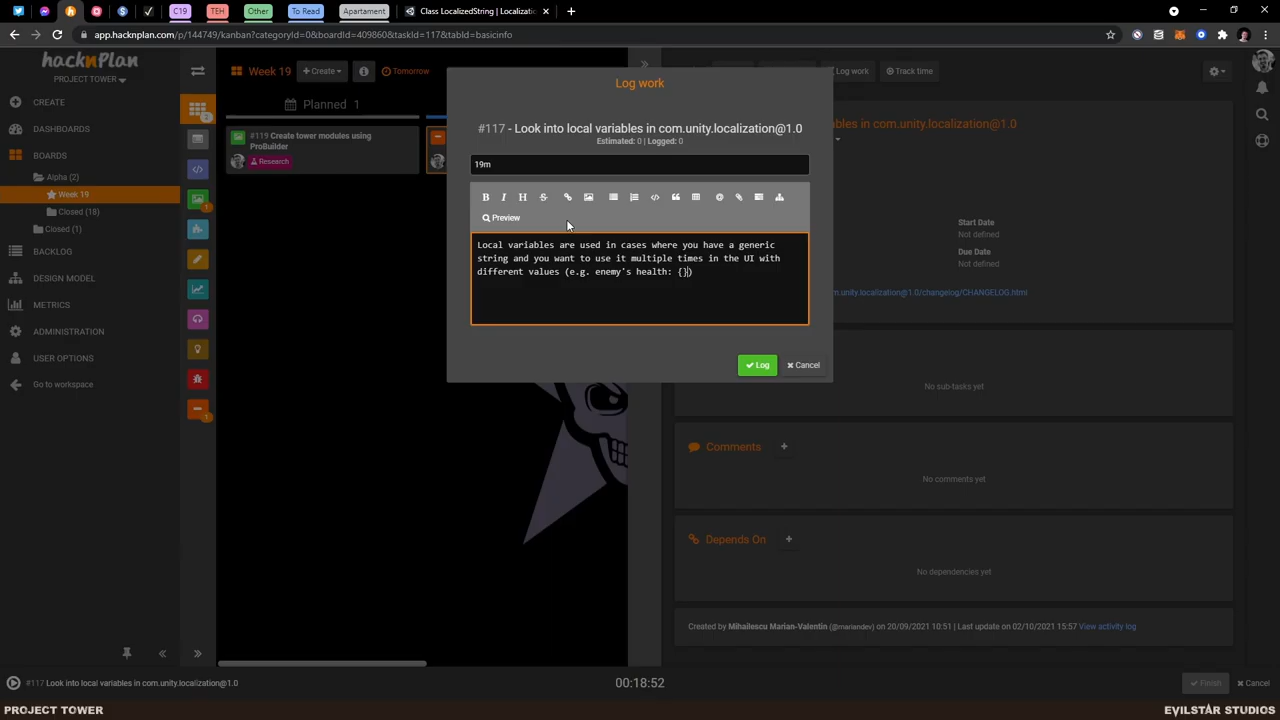 C19
TEH
Other
To Read
Apartament
Class LocalizedString | Localizati
app.hacknplan.com/p/144749/kanban?categoryId=0&boardId=409860&taskId=117&tabId=basicinfo
hacknPlan
PROJECT TOWER
CREATE
DASHBOARDS
BOARDS
Alpha (2)
Week 19
Closed (18)
Closed (1)
BACKLOG
DESIGN MODEL
METRICS
ADMINISTRATION
USER OPTIONS
Go to workspace
Week 19
+ Create
Tomorrow
Planned 1
#119 Create tower modules using
ProBuilder
Research
Log work
#117 - Look into local variables in com.unity.localization@1.0
Estimated: 0 | Logged: 0
19m
B I H S
Preview
Local variables are used in cases where you have a generic
string and you want to use it multiple times in the UI with
different values (e.g. enemy's health: {})
Log
Cancel
Log work
Track time
bles in com.unity.localization@1.0
Start Date
Not defined
Due Date
Not defined
m.unity.localization@1.0/changelog/CHANGELOG.html
No sub-tasks yet
Comments +
No comments yet
Depends On +
No dependencies yet
Created by Mihailescu Marian-Valentin (@mariandev) on 20/09/2021 10:51 | Last update on 02/10/2021 15:57 View activity log
#117 Look into local variables in com.unity.localization@1.0
00:18:52
Finish
Cancel
PROJECT TOWER
EVILSTAR STUDIOS